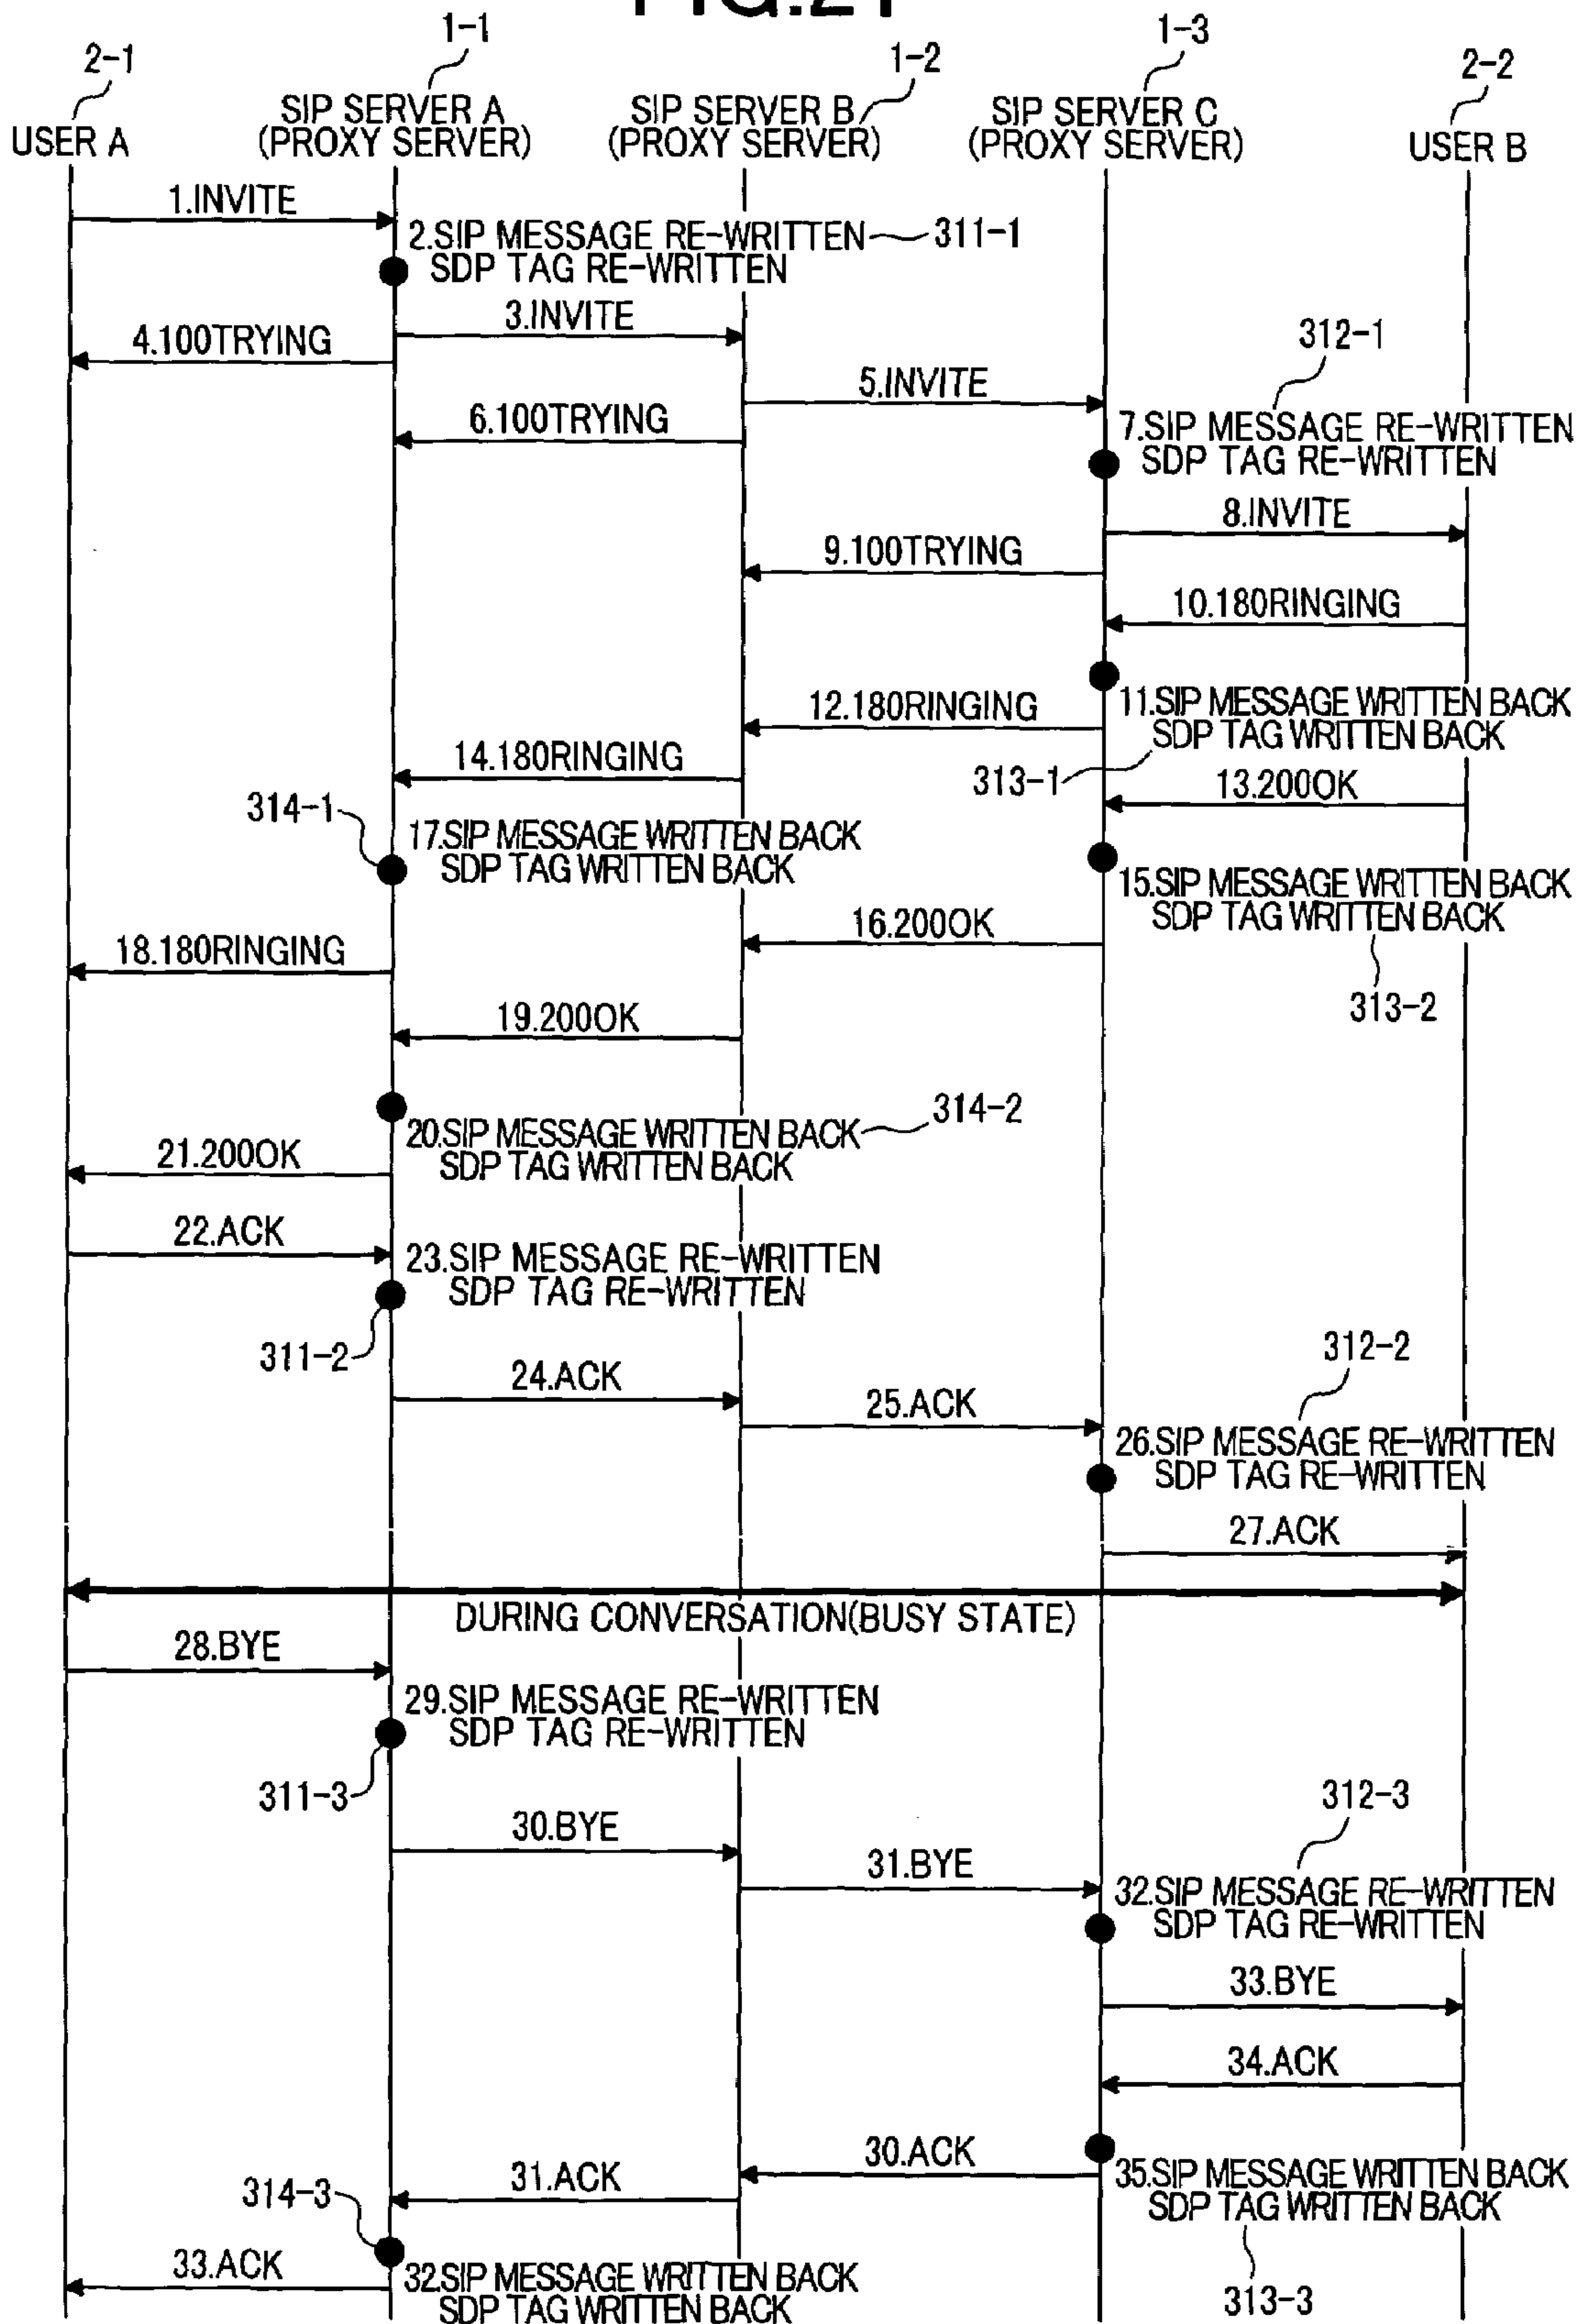 FIG.21
1-1
1-3
2-1
1-2
2-2
SIP SERVER A
(PROXY SERVER)
SIP SERVER B
(PROXY SERVER)
SIP SERVER C
(PROXY SERVER)
USER A
USER B
1.INVITE
2.SIP MESSAGE RE-WRITTEN
SDP TAG RE-WRITTEN
311-1
3.INVITE
4.100TRYING
312-1
5.INVITE
6.100TRYING
7.SIP MESSAGE RE-WRITTEN
SDP TAG RE-WRITTEN
8.INVITE
9.100TRYING
10.180RINGING
11.SIP MESSAGE WRITTEN BACK
SDP TAG WRITTEN BACK
12.180RINGING
14.180RINGING
313-1
13.200OK
314-1
17.SIP MESSAGE WRITTEN BACK
SDP TAG WRITTEN BACK
15.SIP MESSAGE WRITTEN BACK
SDP TAG WRITTEN BACK
16.200OK
18.180RINGING
313-2
19.200OK
314-2
20.SIP MESSAGE WRITTEN BACK
SDP TAG WRITTEN BACK
21.200OK
22.ACK
23.SIP MESSAGE RE-WRITTEN
SDP TAG RE-WRITTEN
311-2
312-2
24.ACK
25.ACK
26.SIP MESSAGE RE-WRITTEN
SDP TAG RE-WRITTEN
27.ACK
DURING CONVERSATION(BUSY STATE)
28.BYE
29.SIP MESSAGE RE-WRITTEN
SDP TAG RE-WRITTEN
311-3
312-3
30.BYE
31.BYE
32.SIP MESSAGE RE-WRITTEN
SDP TAG RE-WRITTEN
33.BYE
34.ACK
30.ACK
31.ACK
35.SIP MESSAGE WRITTEN BACK
SDP TAG WRITTEN BACK
314-3
33.ACK
32.SIP MESSAGE WRITTEN BACK
SDP TAG WRITTEN BACK
313-3